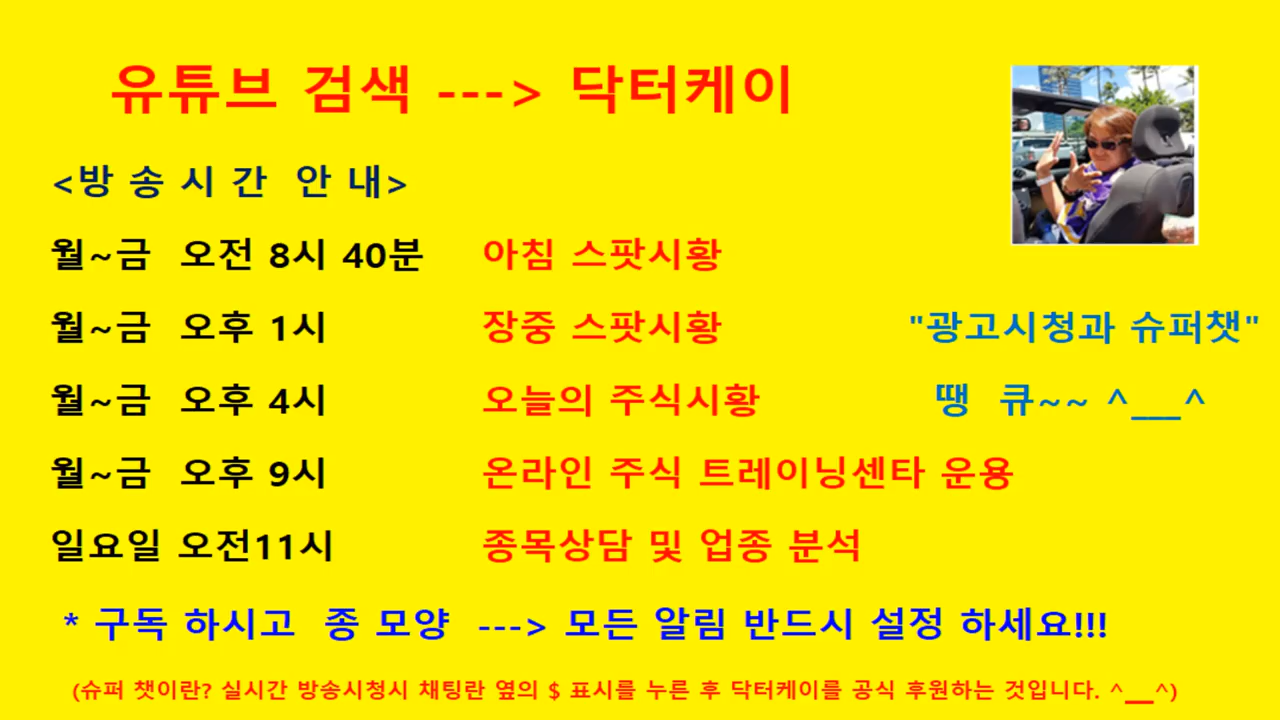 유튜브 검색 ---> 닥터케이
<방 송 시 간 안 내>
월~금 오전 8시 40분 아침 스팟시황
월~금 오후 1시 장중 스팟시황 "광고시청과 슈퍼챗"
월~금 오후 4시 오늘의 주식시황 땡 큐~~ ^___^
월~금 오후 9시 온라인 주식 트레이닝센타 운용
일요일 오전11시 종목상담 및 업종 분석
* 구독 하시고 종 모양 ---> 모든 알림 반드시 설정 하세요!!!
(슈퍼 챗이란? 실시간 방송시청시 채팅란 옆의 $ 표시를 누른 후 닥터케이를 공식 후원하는 것입니다. ^__^)